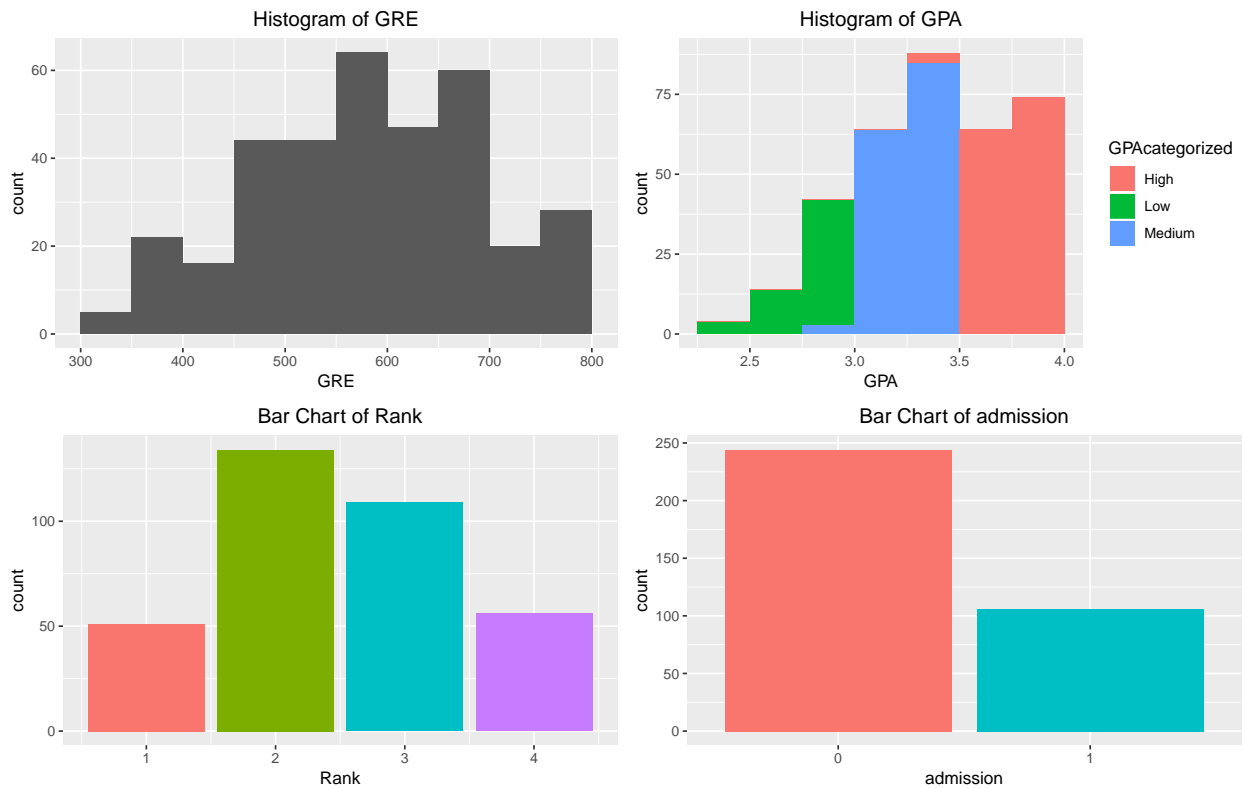 Histogram of GRE
count
0
20
40
60
300 400 500 600 700 800
GRE
Histogram of GPA
count
0
25
50
75
2.5 3.0 3.5 4.0
GPA
GPAcategorized
High
Low
Medium
Bar Chart of Rank
count
0
50
100
1 2 3 4
Rank
Bar Chart of admission
count
0
50
100
150
200
250
0 1
admission